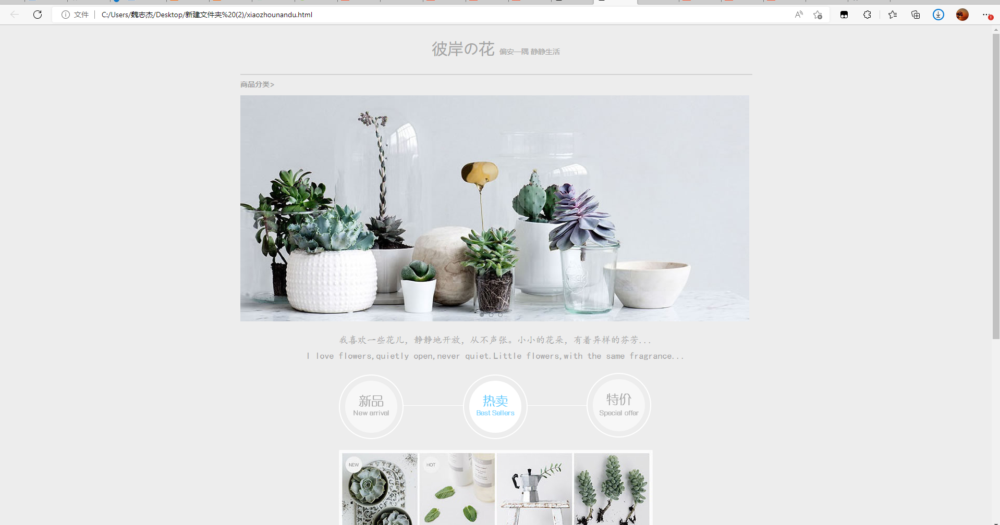 文件 C:/Users/魏志杰/Desktop/新建文件夹%20(2)/xiaozhounandu.html
彼岸の花 偏安一隅 静静生活
商品分类>
WECK
我喜欢一些花儿，静静地开放，从不声张。小小的花朵，有着异样的芬芳...
I love flowers,quietly open,never quiet.Little flowers,with the same fragrance...
新品 热卖 特价
New arrival Best Sellers Special offer
NEW HOT